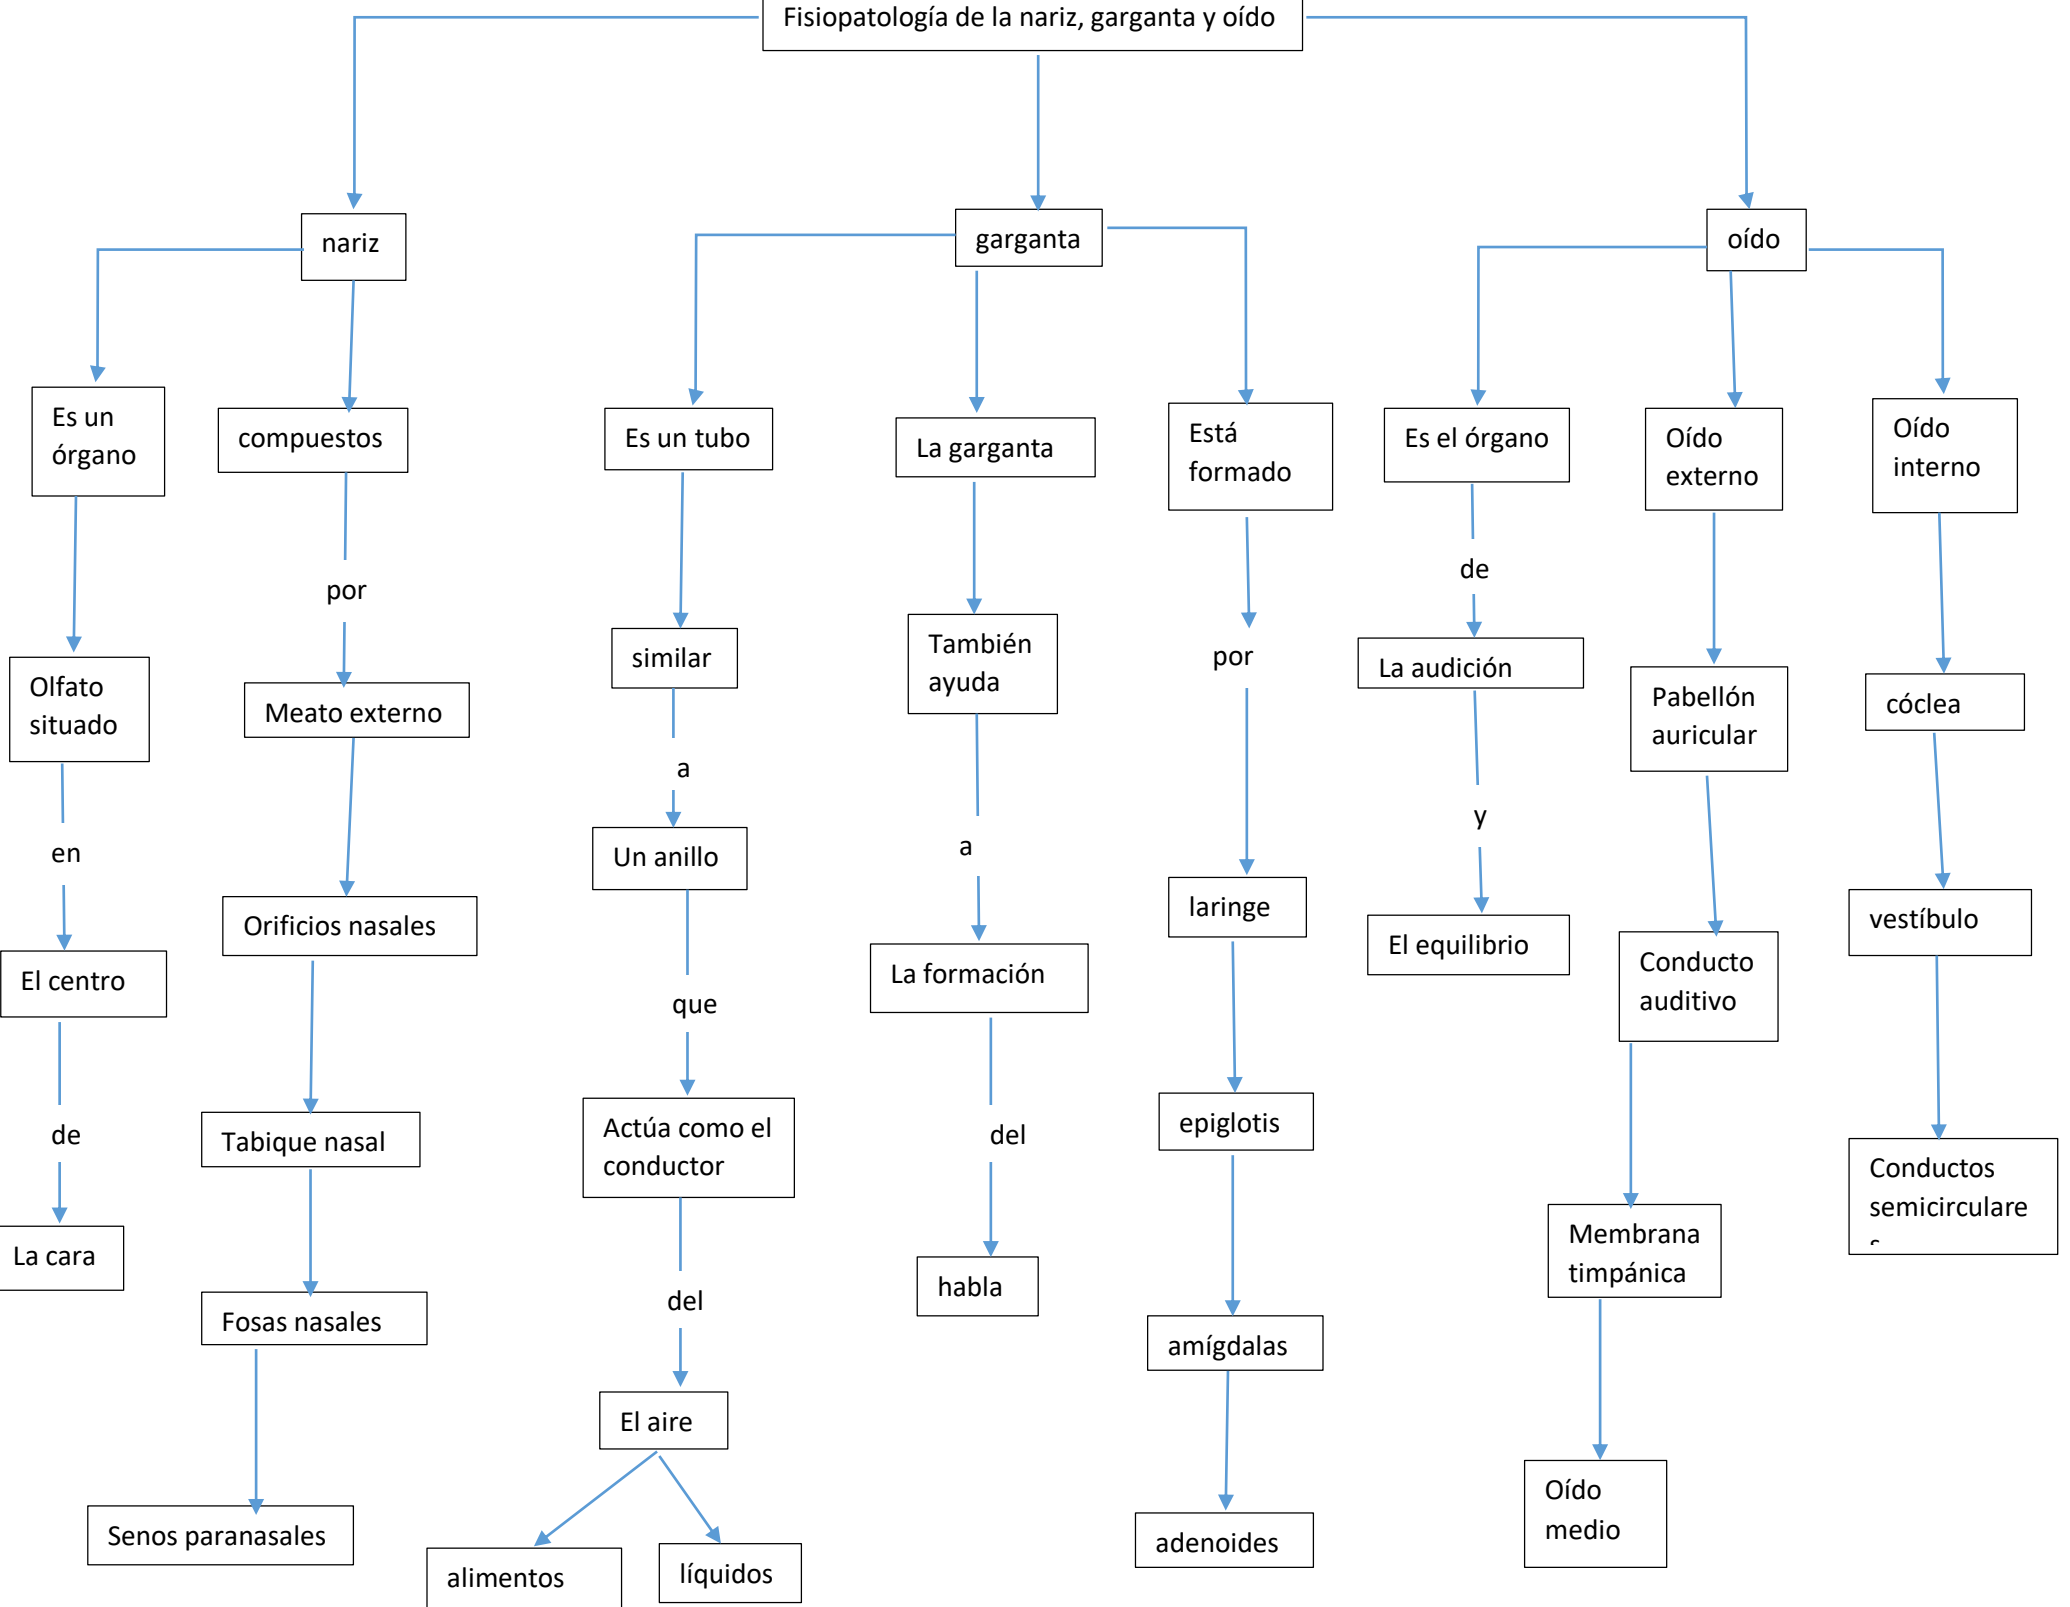 Fisiopatología de la nariz, garganta y oído
nariz
garganta
oído
Es un
órgano
Olfato
situado
en
El centro
de
La cara
compuestos
por
Meato externo
Orificios nasales
Tabique nasal
Fosas nasales
Senos paranasales
Es un tubo
similar
a
Un anillo
que
Actúa como el
conductor
del
El aire
alimentos
líquidos
La garganta
También
ayuda
a
La formación
del
habla
Está
formado
por
laringe
epiglotis
amígdalas
adenoides
Es el órgano
de
La audición
y
El equilibrio
Oído
externo
Pabellón
auricular
Conducto
auditivo
Membrana
timpánica
Oído
medio
Oído
interno
cóclea
vestíbulo
Conductos
semicirculare
s